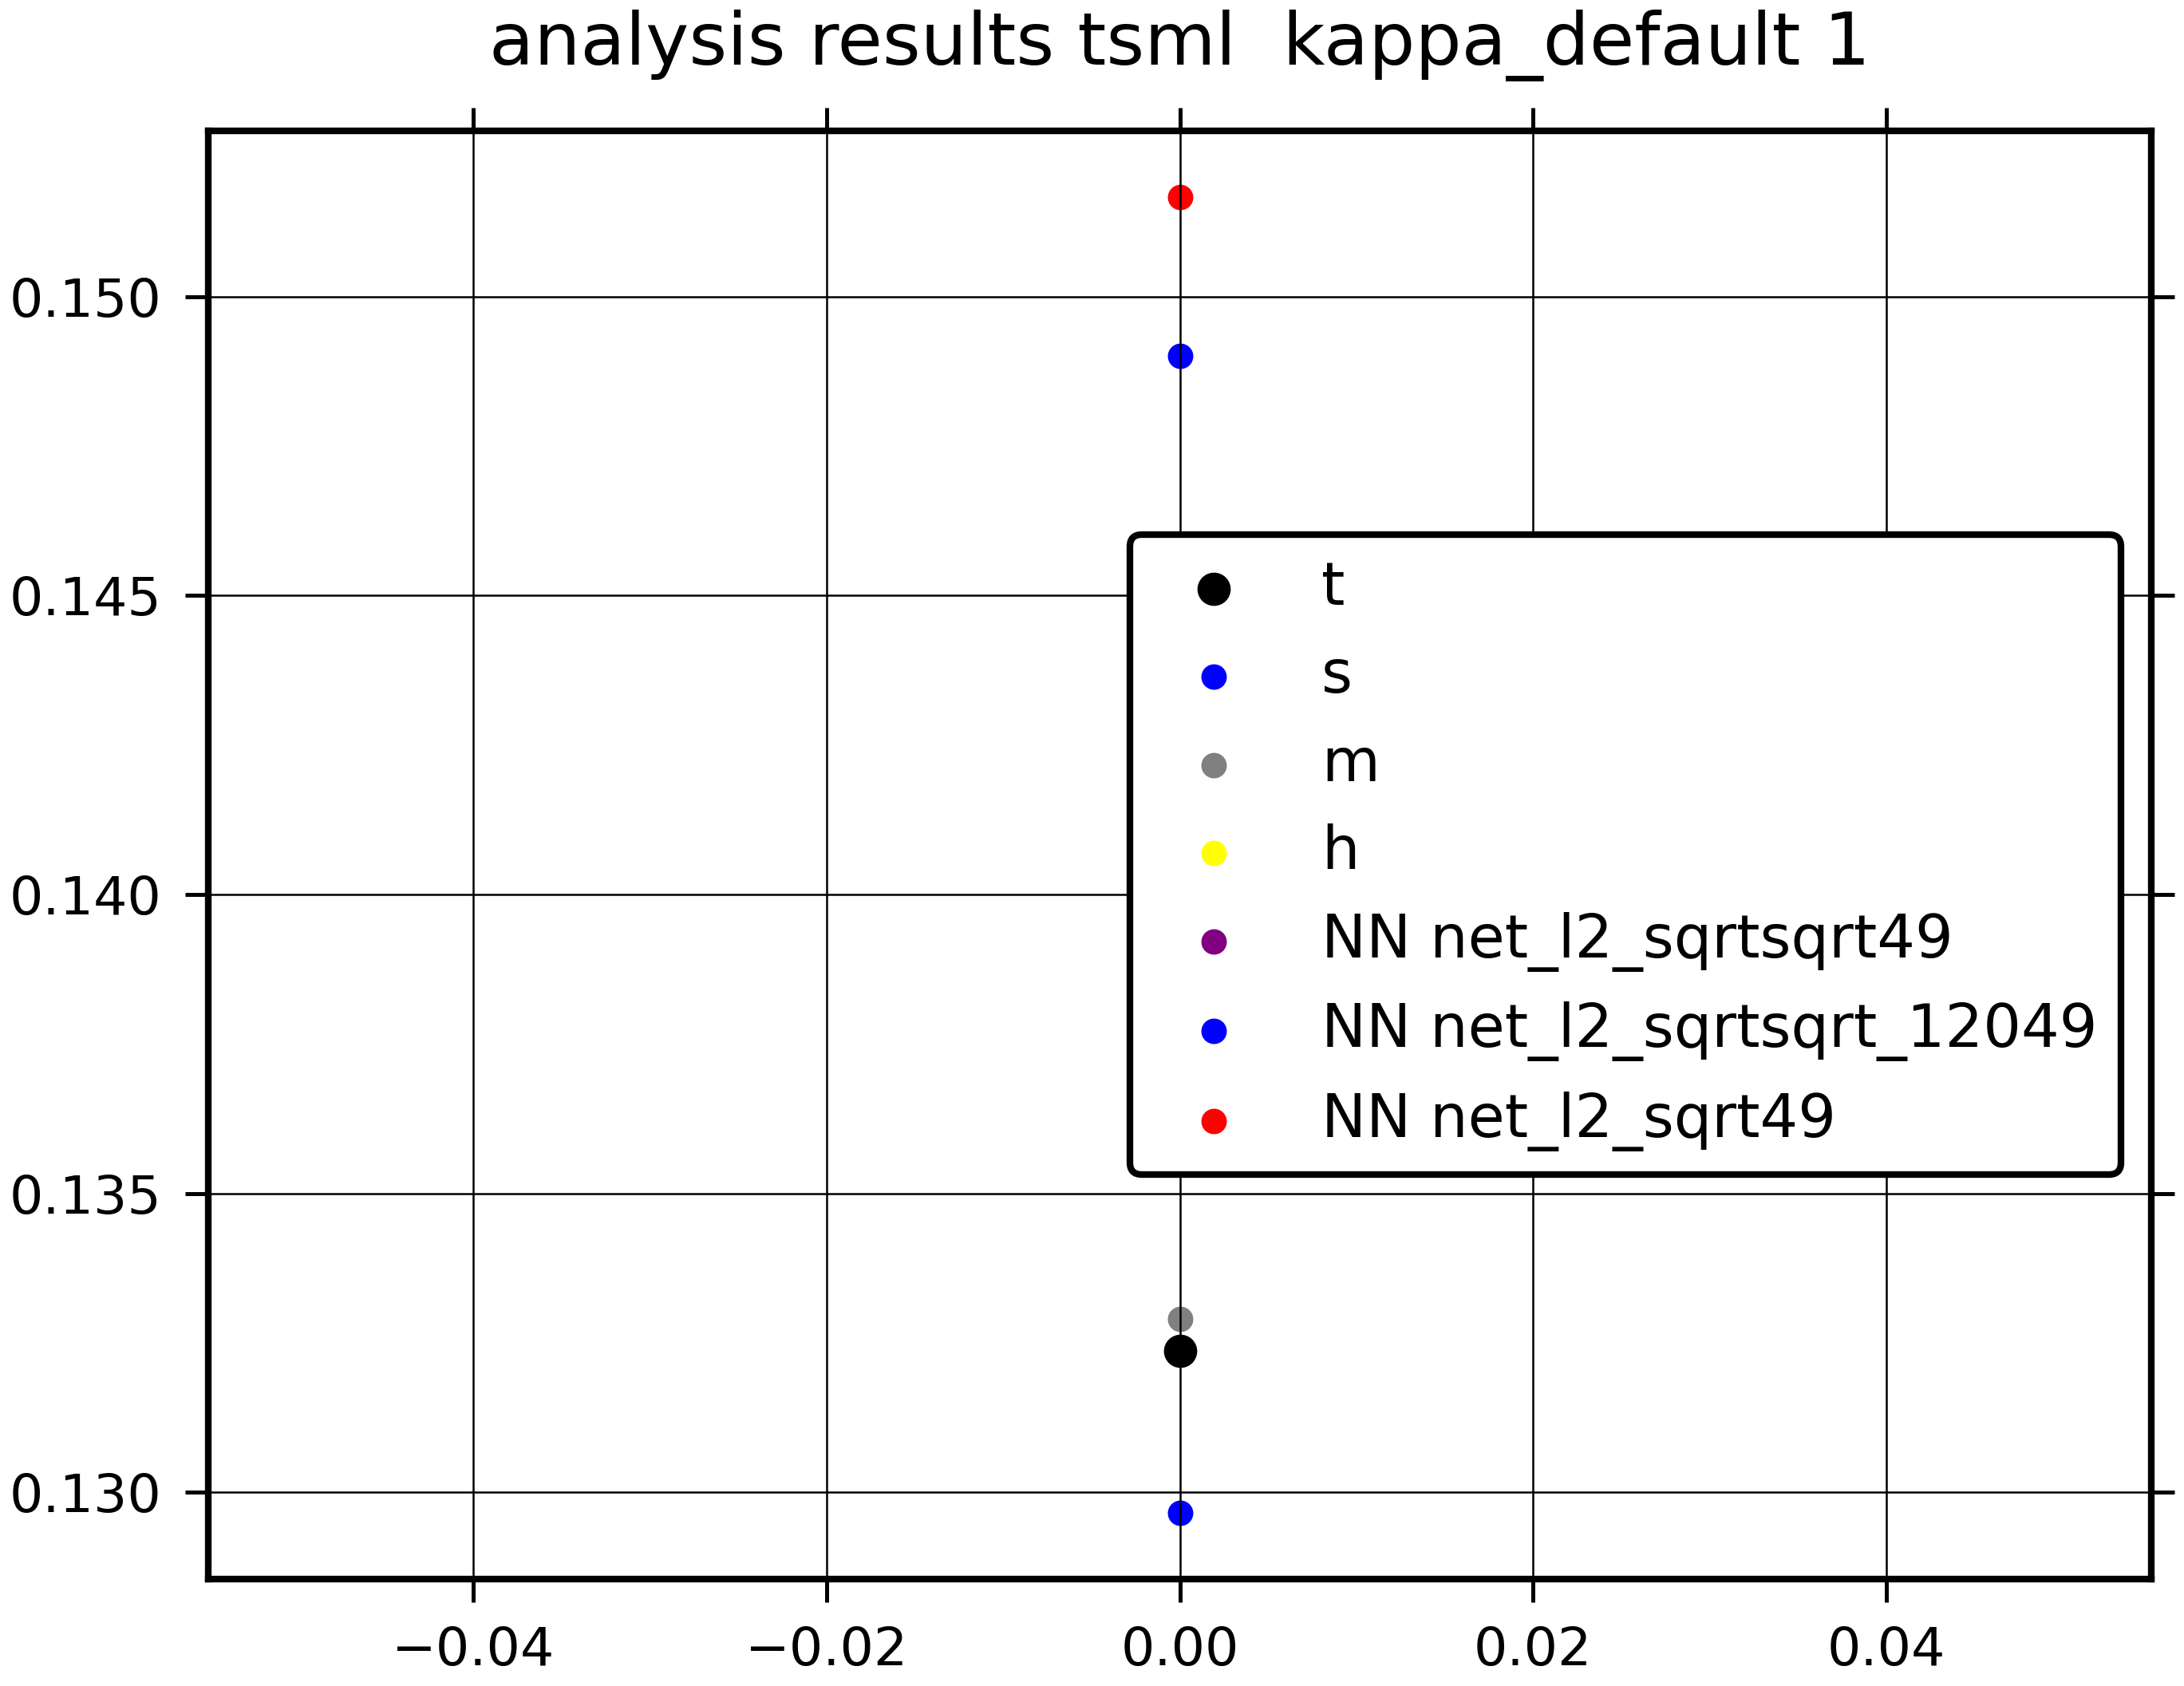 analysis results tsml  kappa_default 1
0.150
0.145
0.140
0.135
0.130
t
s
m
h
NN net_l2_sqrtsqrt49
NN net_l2_sqrtsqrt_12049
NN net_l2_sqrt49
−0.04
−0.02
0.00
0.02
0.04